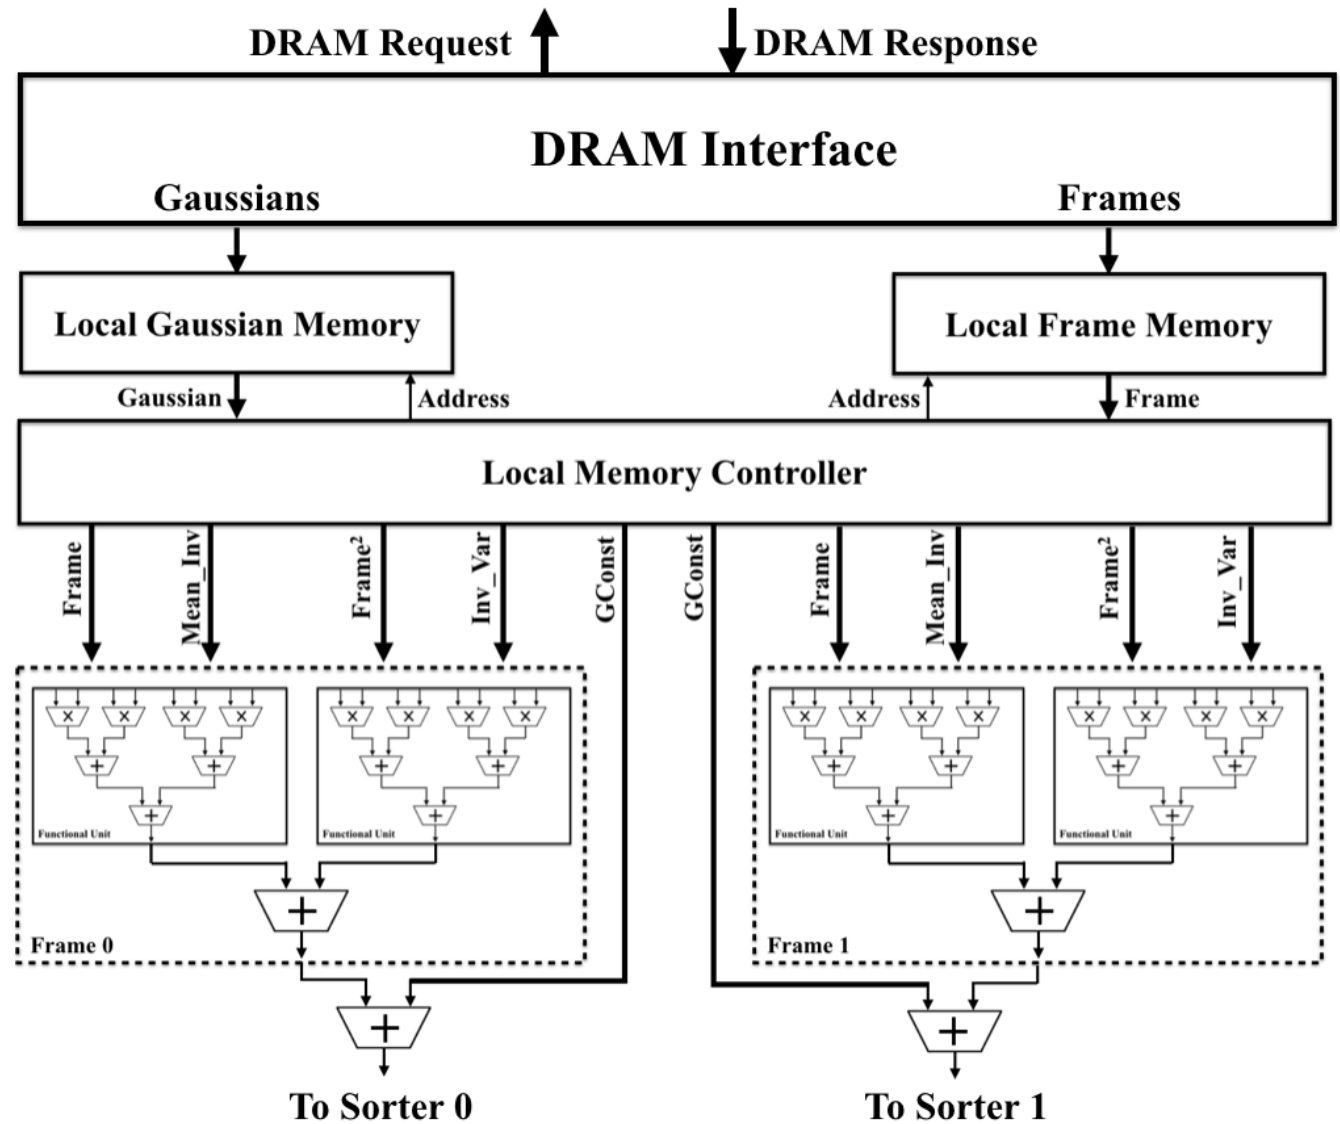 DRAM Request
DRAM Response
DRAM Interface
Gaussians
Frames
Local Gaussian Memory
Local Frame Memory
Gaussian
Address
Address
Frame
Local Memory Controller
Frame
Mean_Inv
Frame²
Inv_Var
GConst
GConst
Frame
Mean_Inv
Frame²
Inv_Var
× × × ×
× × × ×
× × × ×
× × × ×
+ +
+ +
+ +
+ +
+
+
+
+
Functional Unit
Functional Unit
Functional Unit
Functional Unit
+
+
Frame 0
Frame 1
+
+
To Sorter 0
To Sorter 1